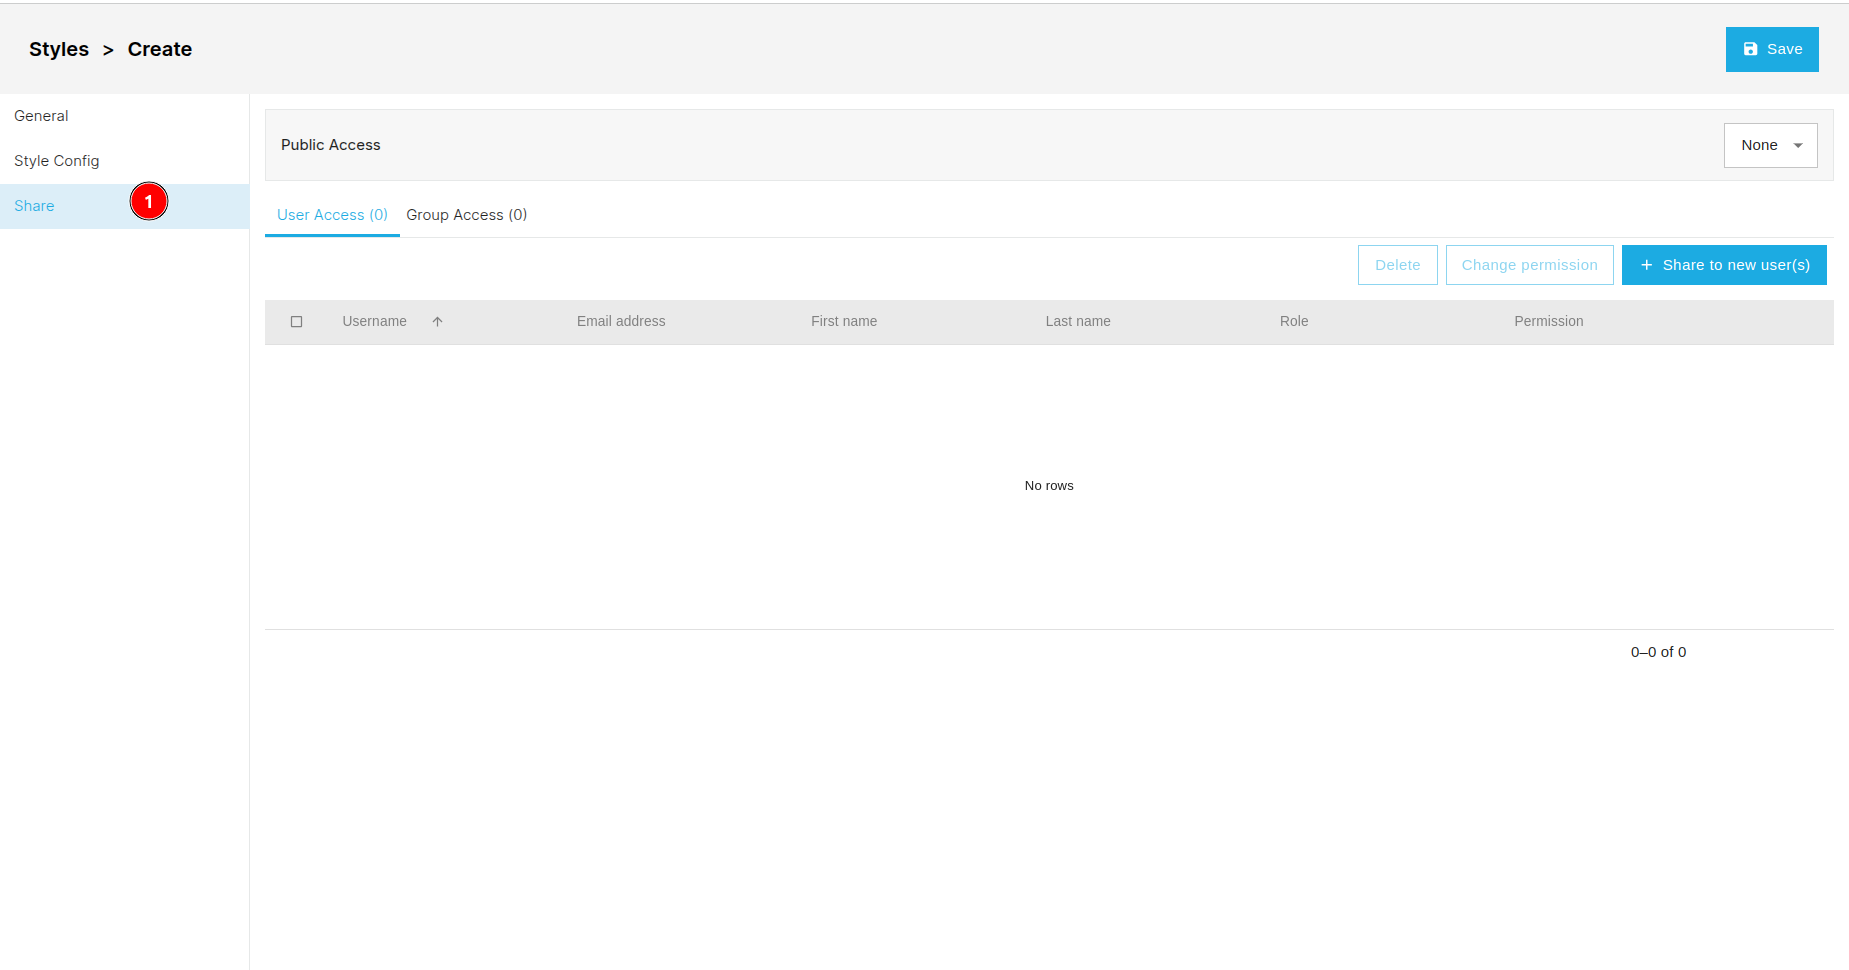 Styles > Create
Save
General
Style Config
Share
1
Public Access
None
User Access (0) Group Access (0)
Delete Change permission + Share to new user(s)
Username Email address First name Last name Role Permission
No rows
0–0 of 0